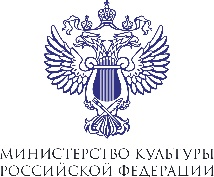 МИНИСТЕРСТВО КУЛЬТУРЫ
РОССИЙСКОЙ ФЕДЕРАЦИИ